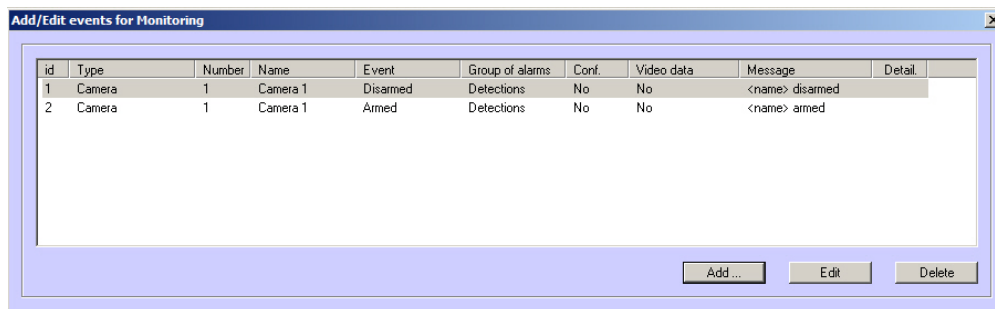 Add/Edit events for Monitoring
id Type Number Name Event Group of alarms Conf. Video data Message Detail.
1 Camera 1 Camera 1 Disarmed Detections No No <name> disarmed
2 Camera 1 Camera 1 Armed Detections No No <name> armed
Add ... Edit Delete